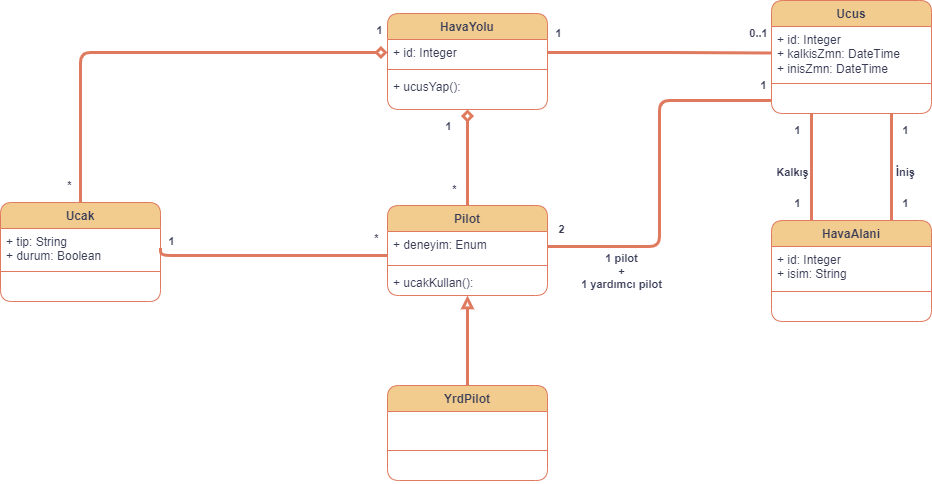 HavaYolu
+ id: Integer
+ ucusYap():
1
1
0..1
Ucus
+ id: Integer
+ kalkisZmn: DateTime
+ inisZmn: DateTime
1
1
*
*
Ucak
+ tip: String
+ durum: Boolean
1
*
Pilot
+ deneyim: Enum
+ ucakKullan():
2
1 pilot
+
1 yardımcı pilot
1
1
Kalkış
İniş
1
1
HavaAlani
+ id: Integer
+ isim: String
YrdPilot